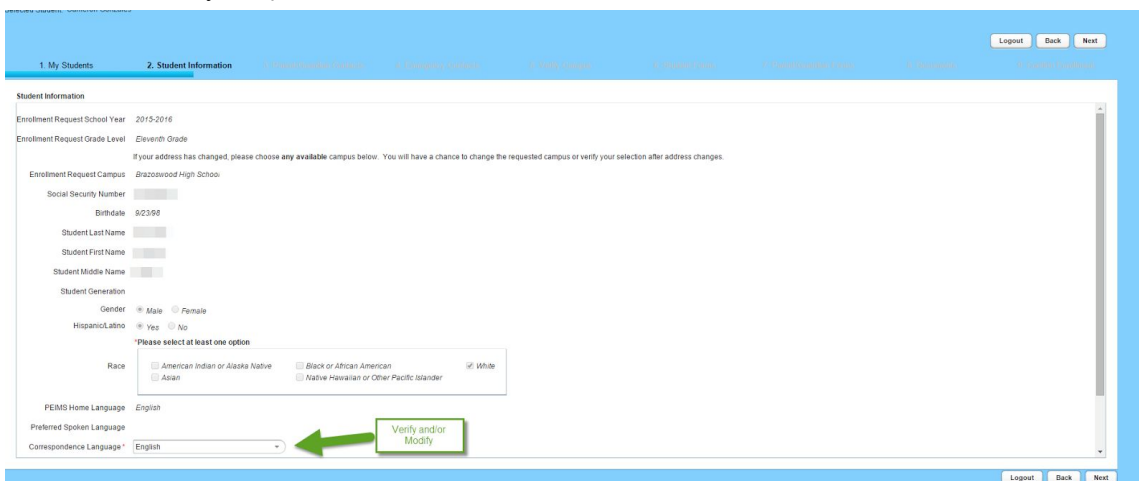 Selected Student: Cameron Gonzales
Logout Back Next
1. My Students 2. Student Information
Student Information
Enrollment Request School Year 2015-2016
Enrollment Request Grade Level Eleventh Grade
If your address has changed, please choose any available campus below. You will have a chance to change the requested campus or verify your selection after address changes.
Enrollment Request Campus Brazoswood High School
Social Security Number
Birthdate 9/23/98
Student Last Name
Student First Name
Student Middle Name
Student Generation
Gender Male Female
Hispanic/Latino Yes No
*Please select at least one option
Race American Indian or Alaska Native Black or African American White
Asian Native Hawaiian or Other Pacific Islander
PEIMS Home Language English
Preferred Spoken Language
Verify and/or
Modify
Correspondence Language* English
Logout Back Next